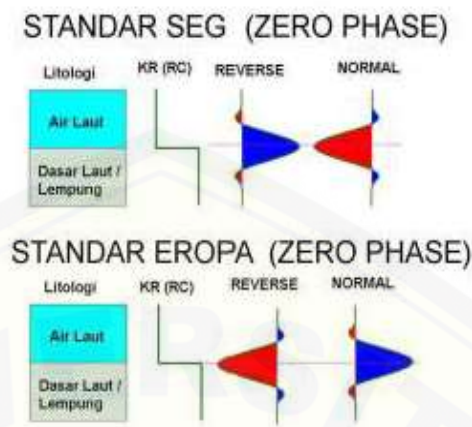 STANDAR SEG (ZERO PHASE)
Litologi KR (RC) REVERSE NORMAL
Air Laut
Dasar Laut /
Lempung
STANDAR EROPA (ZERO PHASE)
Litologi KR (RC) REVERSE NORMAL
Air Laut
Dasar Laut /
Lempung